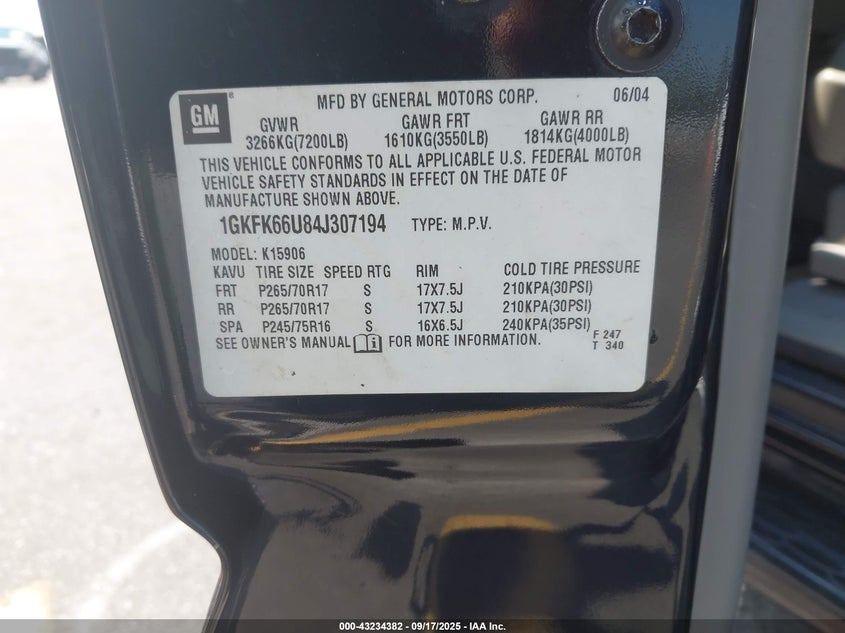 GM
MFD BY GENERAL MOTORS CORP. 06/04
GVWR GAWR FRT GAWR RR
3266KG(7200LB) 1610KG(3550LB) 1814KG(4000LB)
THIS VEHICLE CONFORMS TO ALL APPLICABLE U.S. FEDERAL MOTOR
VEHICLE SAFETY STANDARDS IN EFFECT ON THE DATE OF
MANUFACTURE SHOWN ABOVE.
1GKFK66U84J307194 TYPE: M.P.V.
MODEL: K15906
KAVU TIRE SIZE SPEED RTG RIM COLD TIRE PRESSURE
FRT P265/70R17 S 17X7.5J 210KPA(30PSI)
RR P265/70R17 S 17X7.5J 210KPA(30PSI)
SPA P245/75R16 S 16X6.5J 240KPA(35PSI)
SEE OWNER'S MANUAL FOR MORE INFORMATION.
F 247
T 340
000-43234382 - 09/17/2025 - IAA Inc.